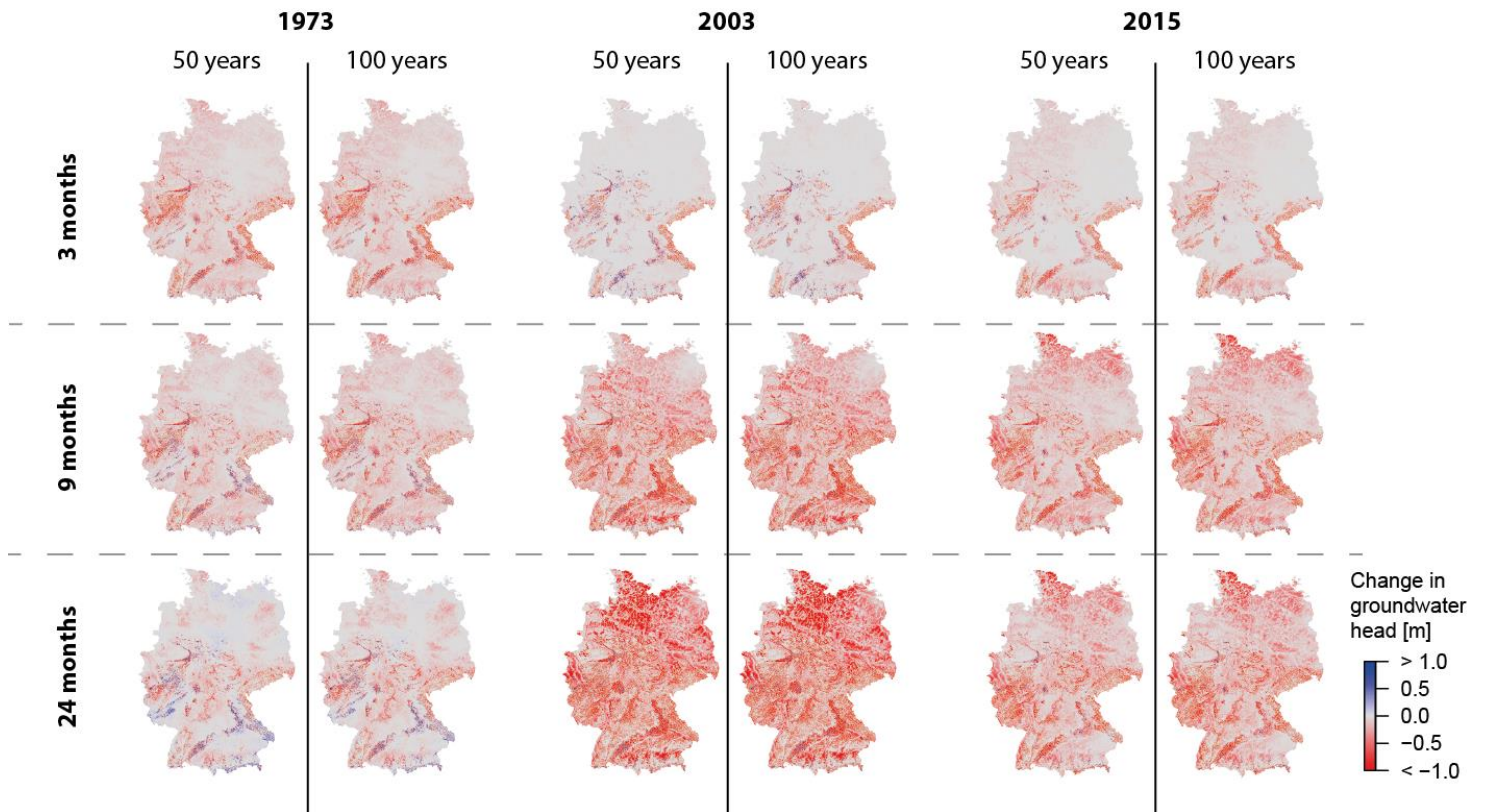 1973
2003
2015
50 years
100 years
50 years
100 years
50 years
100 years
3 months
9 months
24 months
Change in
groundwater
head [m]
> 1.0
0.5
0.0
−0.5
< −1.0